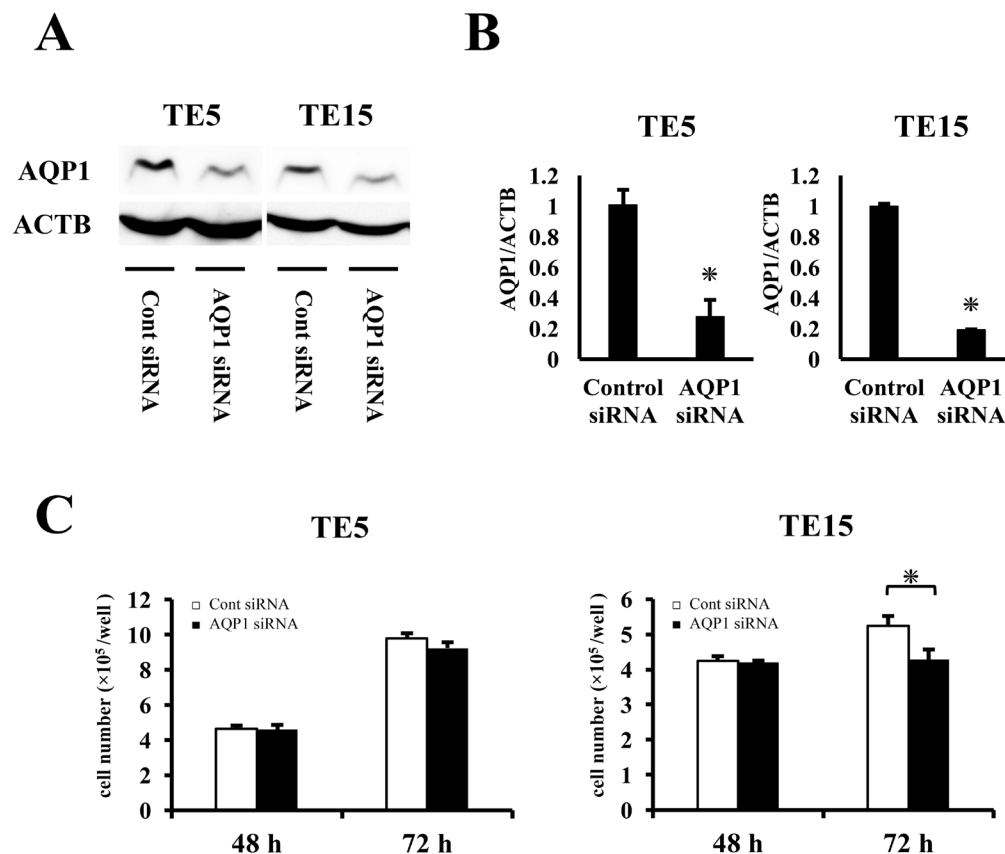 A
TE5 TE15
AQP1
ACTB
Cont siRNA
AQP1 siRNA
Cont siRNA
AQP1 siRNA
B
TE5
AQP1/ACTB
1.2
1
0.8
0.6
0.4
0.2
0
*
Control siRNA
AQP1 siRNA
TE15
AQP1/ACTB
1.2
1
0.8
0.6
0.4
0.2
0
*
Control siRNA
AQP1 siRNA
C
TE5
cell number (×10⁵/well)
12
10
8
6
4
2
0
Cont siRNA
AQP1 siRNA
48 h 72 h
TE15
cell number (×10⁵/well)
6
5
4
3
2
1
0
Cont siRNA
AQP1 siRNA
*
48 h 72 h